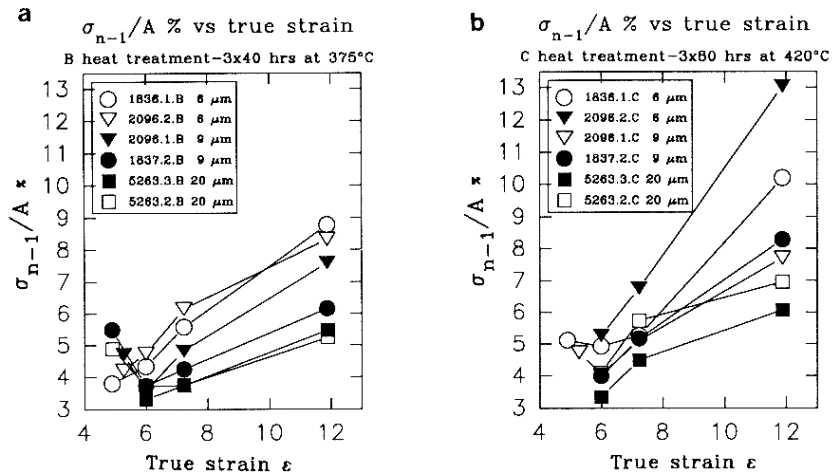 a
σn-1/A % vs true strain
B heat treatment-3x40 hrs at 375°C
1836.1.B 6 μm
2096.2.B 6 μm
2096.1.B 9 μm
1837.2.B 9 μm
5263.3.B 20 μm
5263.2.B 20 μm
σn-1/A %
13
12
11
10
9
8
7
6
5
4
3
4 6 8 10 12
True strain ε
b
σn-1/A % vs true strain
C heat treatment-3x80 hrs at 420°C
1836.1.C 6 μm
2096.2.C 6 μm
2096.1.C 9 μm
1837.2.C 9 μm
5263.3.C 20 μm
5263.2.C 20 μm
σn-1/A %
13
12
11
10
9
8
7
6
5
4
3
4 6 8 10 12
True strain ε